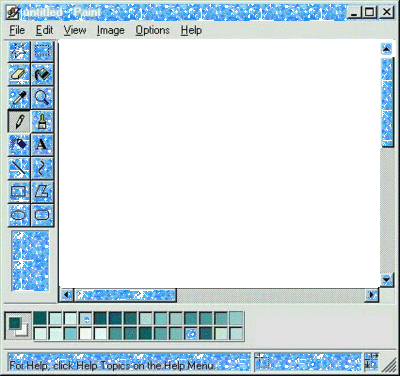 untitled - Paint
File Edit View Image Options Help
A
For Help, click Help Topics on the Help Menu.